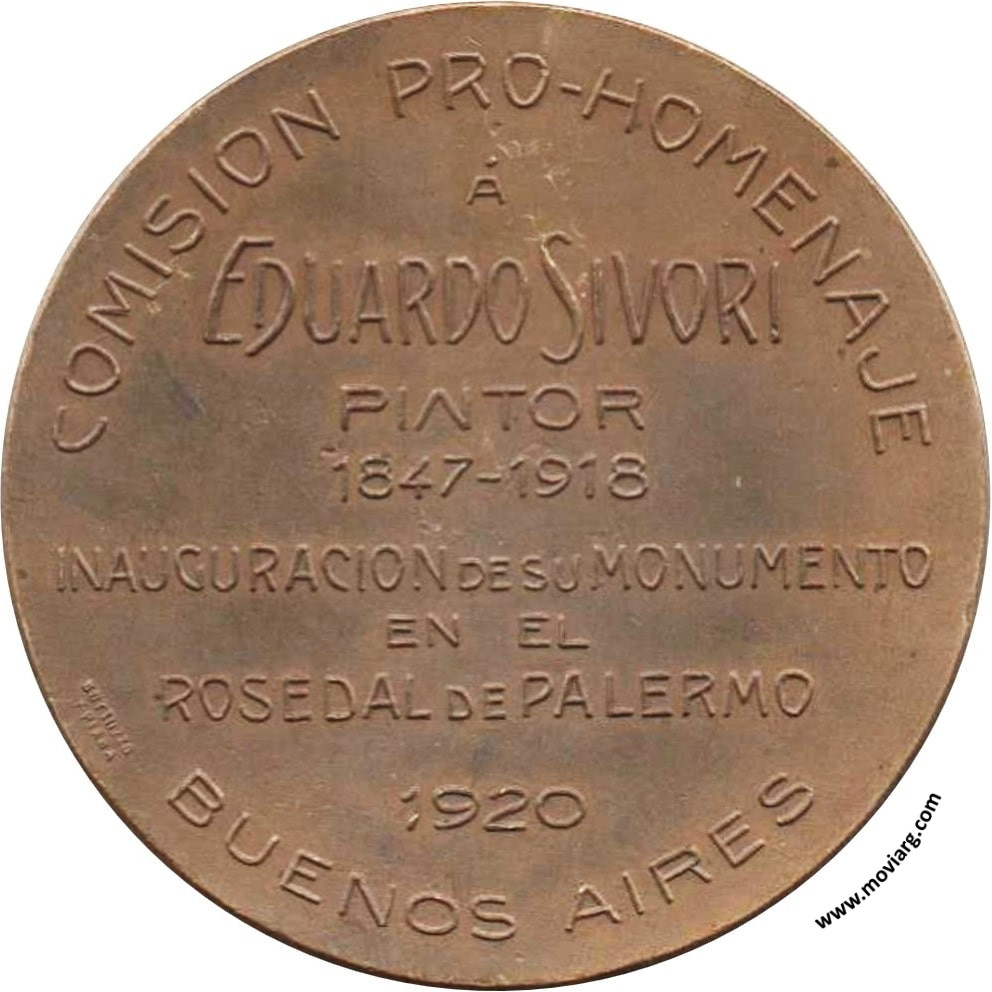 COMISION PRO-HOMENAJE
Á
EDUARDO SIVORI
PINTOR
1847-1918
INAUGURACION DE SU MONUMENTO
EN EL
ROSEDAL DE PALERMO
1920
BUENOS AIRES
www.moviarg.com